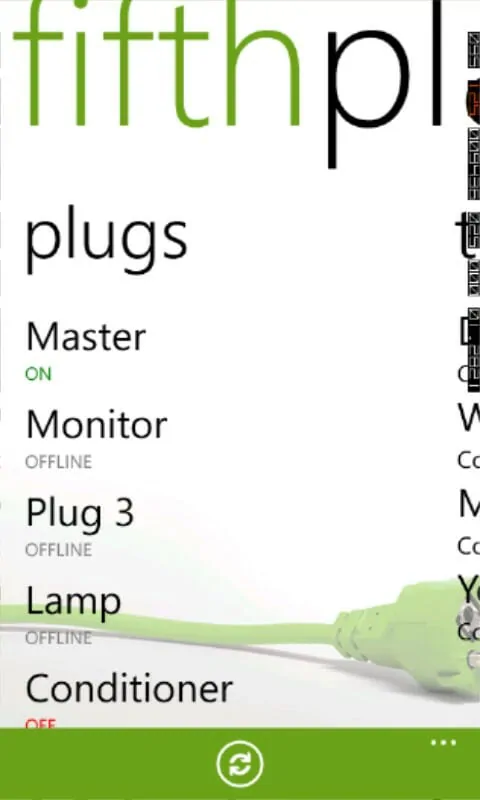 fifthpl
plugs
Master
ON
Monitor
OFFLINE
Plug 3
OFFLINE
Lamp
OFFLINE
Conditioner
OFF
t
W
Co
M
Co
Yo
Co
...